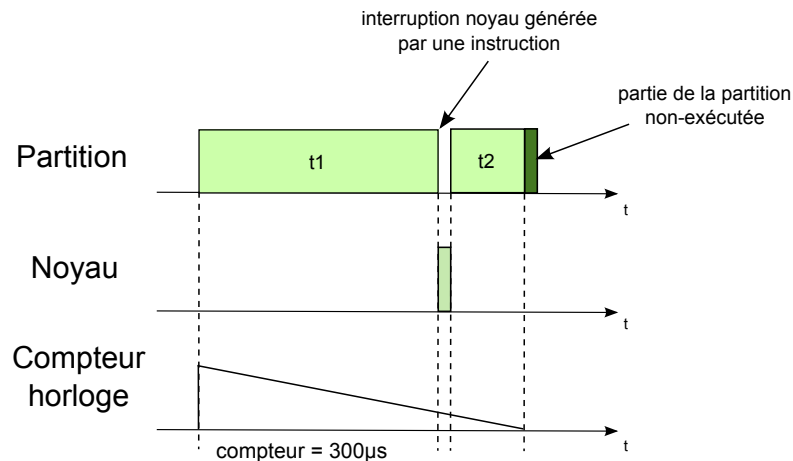 interruption noyau générée
par une instruction
partie de la partition
non-exécutée
Partition
t1
t2
t
Noyau
t
Compteur
horloge
t
compteur = 300µs